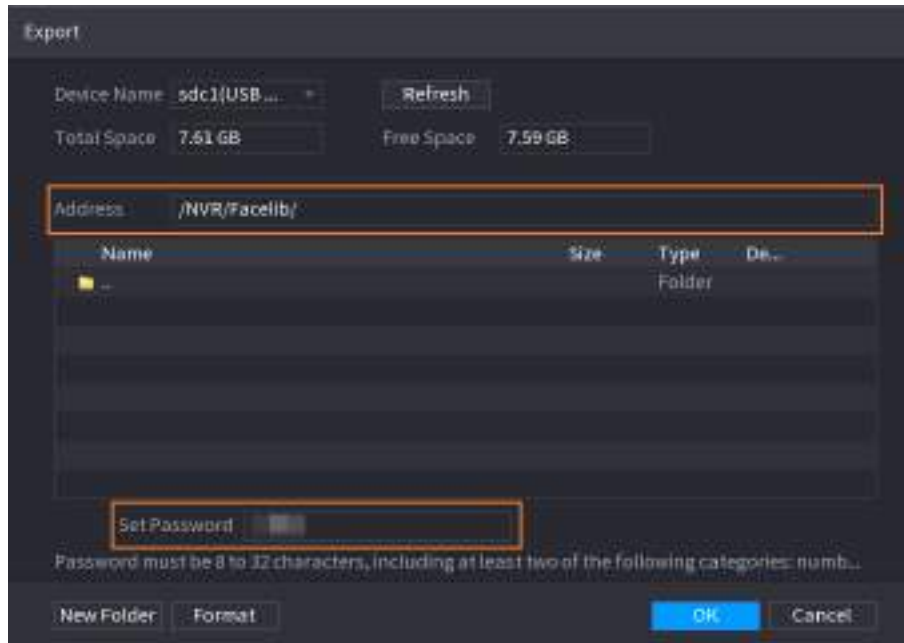 Export
Device Name sdc1(USB ... Refresh
Total Space 7.61 GB Free Space 7.59 GB
Address /NVR/Facelib/
Name Size Type De...
.. Folder
Set Password
Password must be 8 to 32 characters, including at least two of the following categories: numb...
New Folder Format OK Cancel